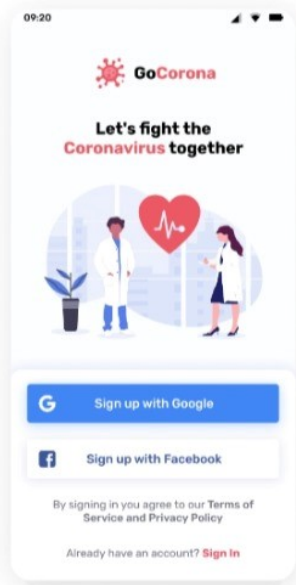 09:20
GoCorona
Let's fight the
Coronavirus together
G Sign up with Google
f Sign up with Facebook
By signing in you agree to our Terms of
Service and Privacy Policy
Already have an account? Sign In